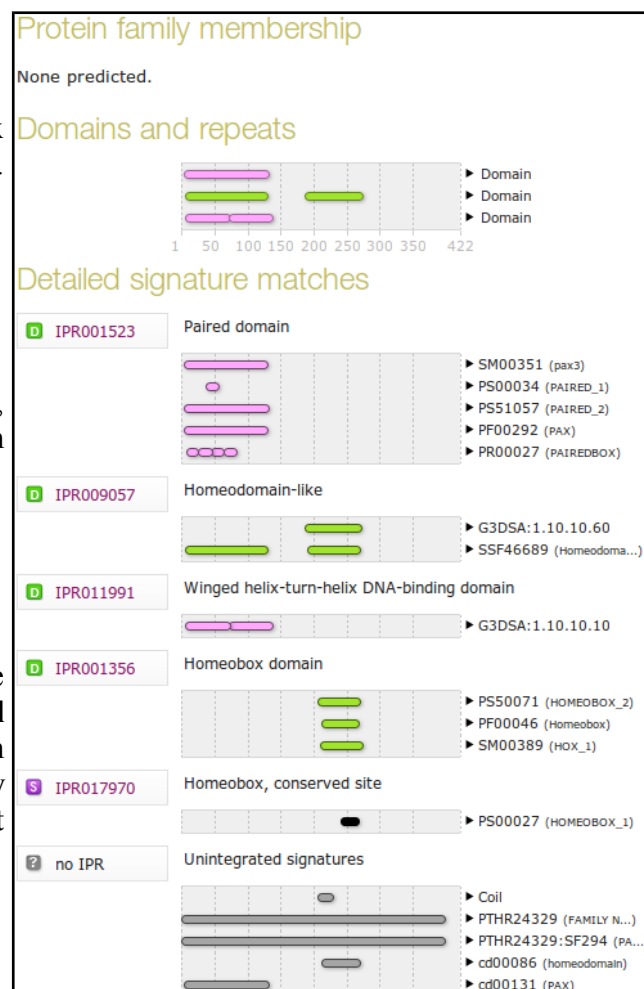 Protein family membership
None predicted.
Domains and repeats
Domain
Domain
Domain
1 50 100 150 200 250 300 350 422
Detailed signature matches
D IPR001523 Paired domain
SM00351 (pax3)
PS00034 (PAIRED_1)
PS51057 (PAIRED_2)
PF00292 (PAX)
PR00027 (PAIREDBOX)
D IPR009057 Homeodomain-like
G3DSA:1.10.10.60
SSF46689 (Homeodoma...)
D IPR011991 Winged helix-turn-helix DNA-binding domain
G3DSA:1.10.10.10
D IPR001356 Homeobox domain
PS50071 (HOMEOBOX_2)
PF00046 (Homeobox)
SM00389 (HOX_1)
S IPR017970 Homeobox, conserved site
PS00027 (HOMEOBOX_1)
? no IPR Unintegrated signatures
Coil
PTHR24329 (FAMILY N...)
PTHR24329:SF294 (PA...
cd00086 (homeodomain)
cd00131 (PAX)